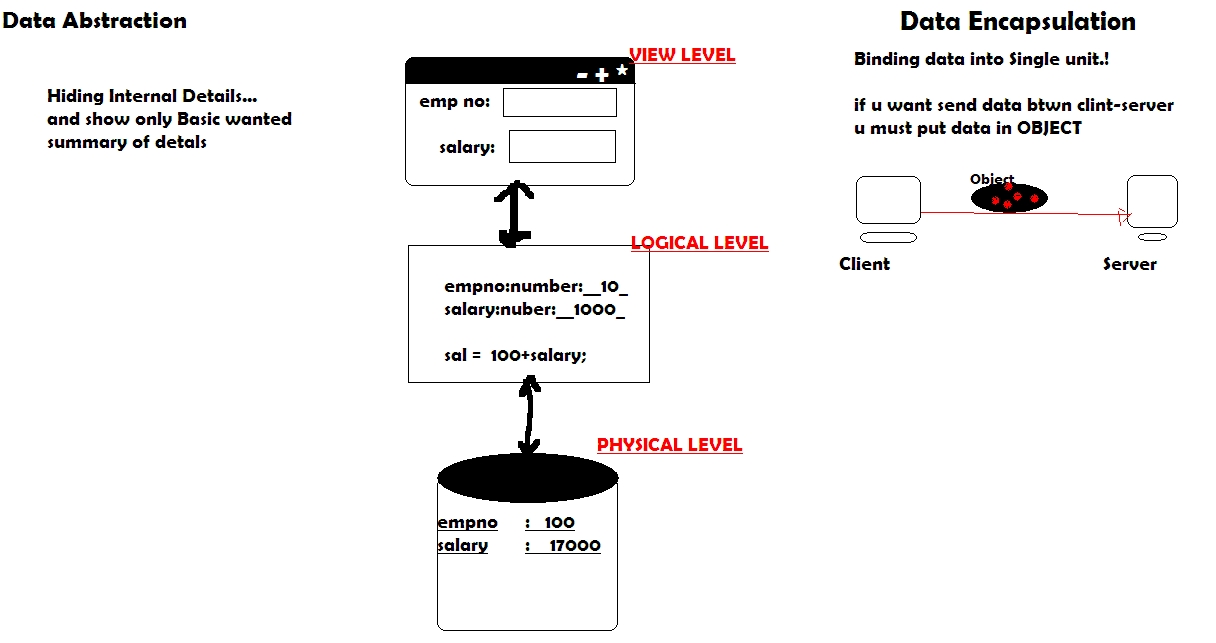 Data Abstraction
Hiding Internal Details...
and show only Basic wanted
summary of detals
VIEW LEVEL
- + *
emp no:
salary:
LOGICAL LEVEL
empno:number:__10_
salary:nuber:__1000_
sal = 100+salary;
PHYSICAL LEVEL
empno : 100
salary : 17000
Data Encapsulation
Binding data into Single unit.!
if u want send data btwn clint-server
u must put data in OBJECT
Object
Client
Server